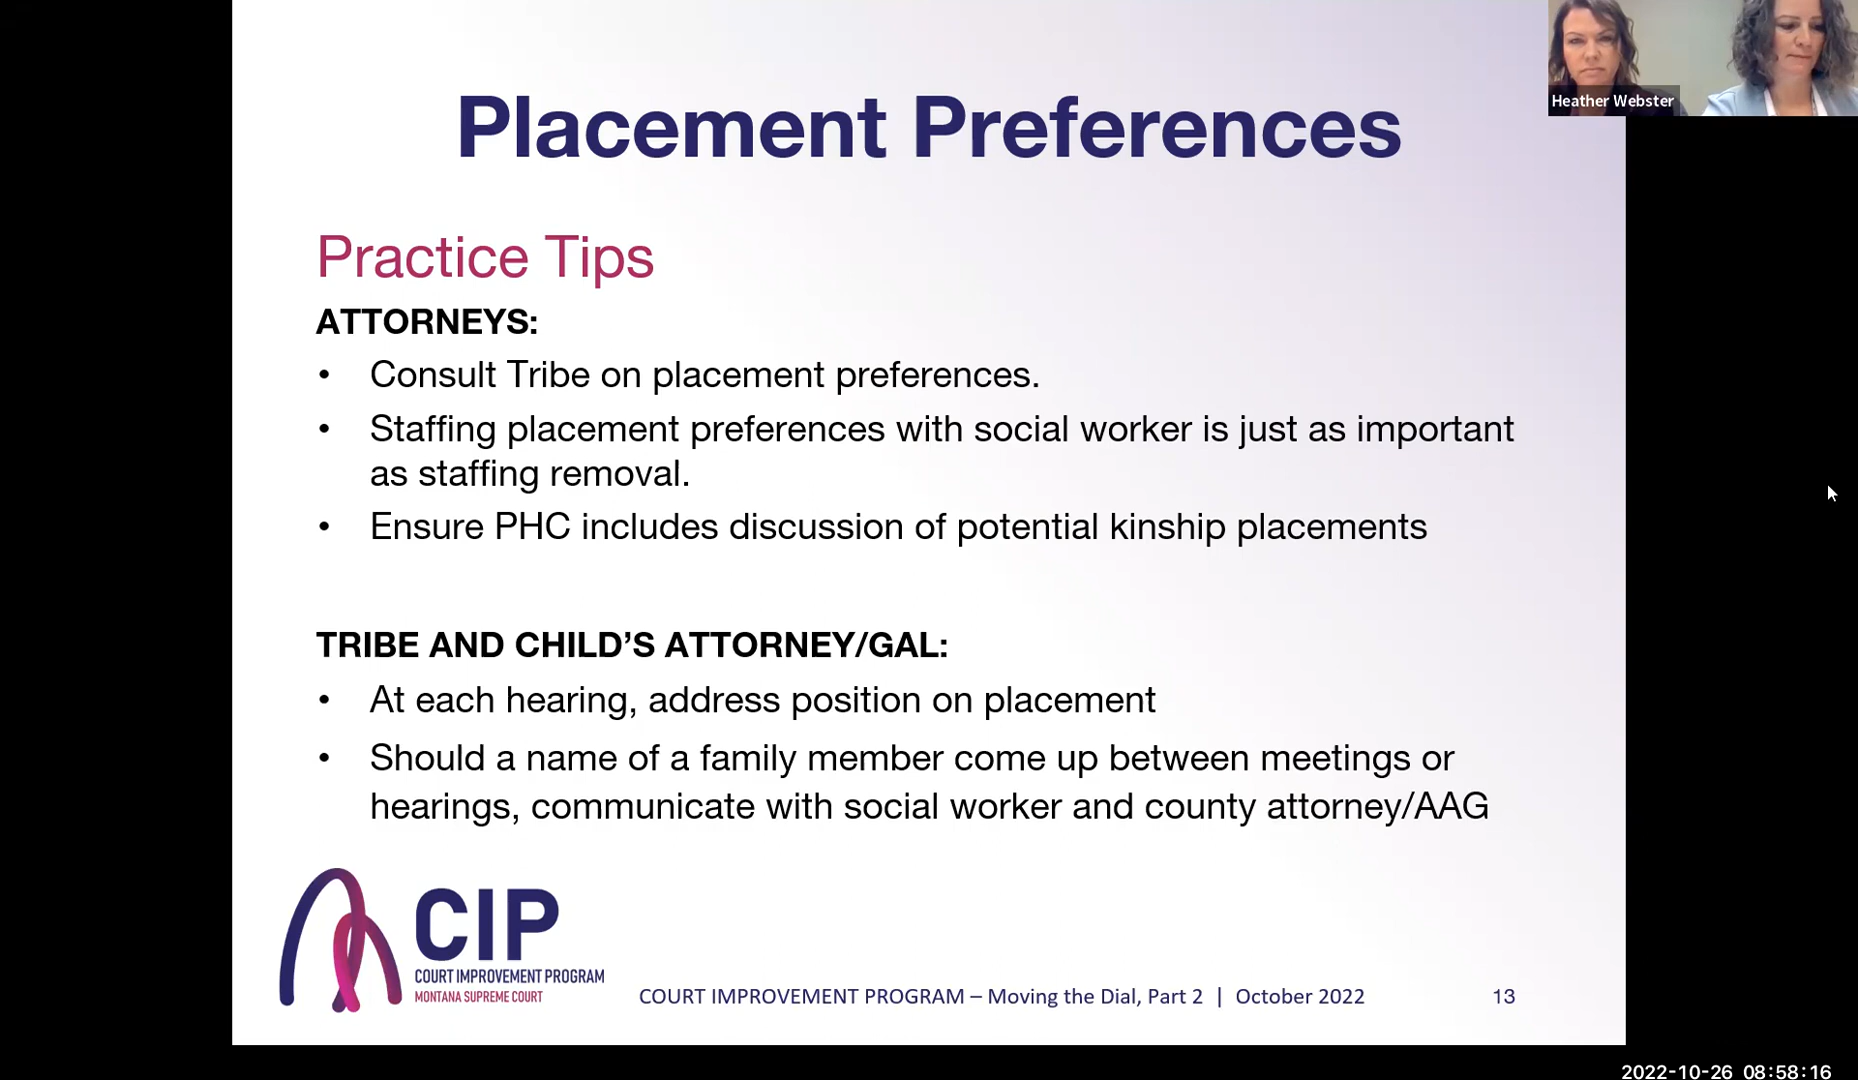 Placement Preferences
Heather Webster
Practice Tips
ATTORNEYS:
• Consult Tribe on placement preferences.
• Staffing placement preferences with social worker is just as important
as staffing removal.
• Ensure PHC includes discussion of potential kinship placements
TRIBE AND CHILD’S ATTORNEY/GAL:
• At each hearing, address position on placement
• Should a name of a family member come up between meetings or
hearings, communicate with social worker and county attorney/AAG
CIP
COURT IMPROVEMENT PROGRAM
MONTANA SUPREME COURT
COURT IMPROVEMENT PROGRAM – Moving the Dial, Part 2 | October 2022
13
2022-10-26 08:58:16